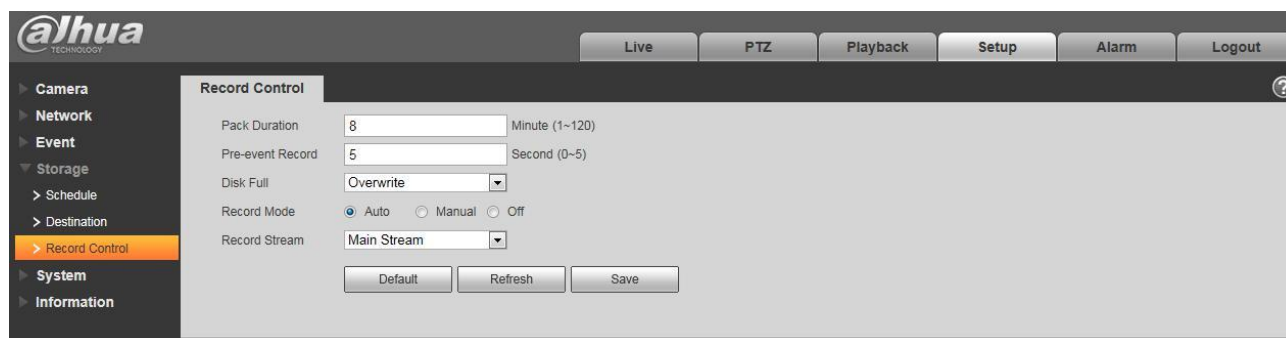 alhua
TECHNOLOGY
Live PTZ Playback Setup Alarm Logout
Camera
Network
Event
Storage
> Schedule
> Destination
> Record Control
System
Information
Record Control
?
Pack Duration 8 Minute (1~120)
Pre-event Record 5 Second (0~5)
Disk Full Overwrite
Record Mode Auto Manual Off
Record Stream Main Stream
Default Refresh Save